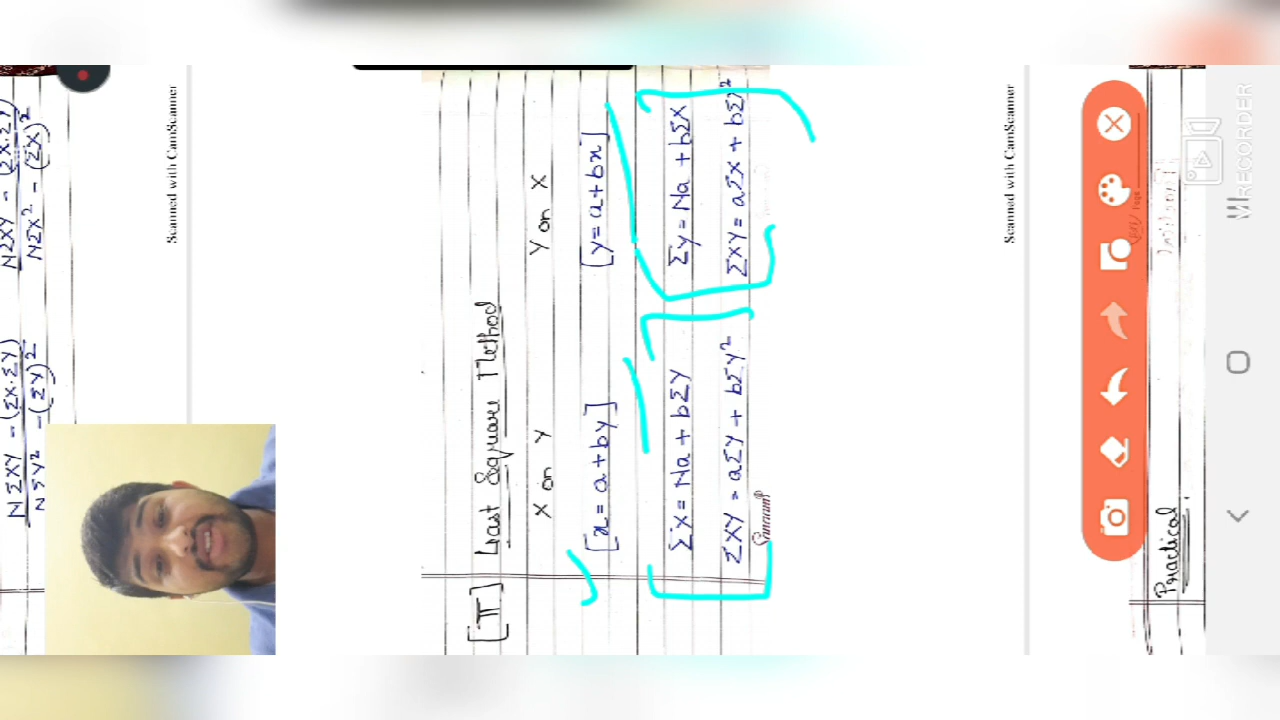 NΣXY - (ΣX.ΣY)
NΣY² - (ΣY)²
NΣXY - (ΣX.ΣY)
NΣX² - (ΣX)²
Scanned with CamScanner
[II] Least Square Method
X on Y
Y on X
[x = a + by]
[y = a + bx]
ΣX = Na + bΣY
Σy = Na + bΣX
ΣXY = aΣy + bΣy²
ΣXY = aΣX + bΣ²
Scanned with CamScanner
Practical
RECORDER